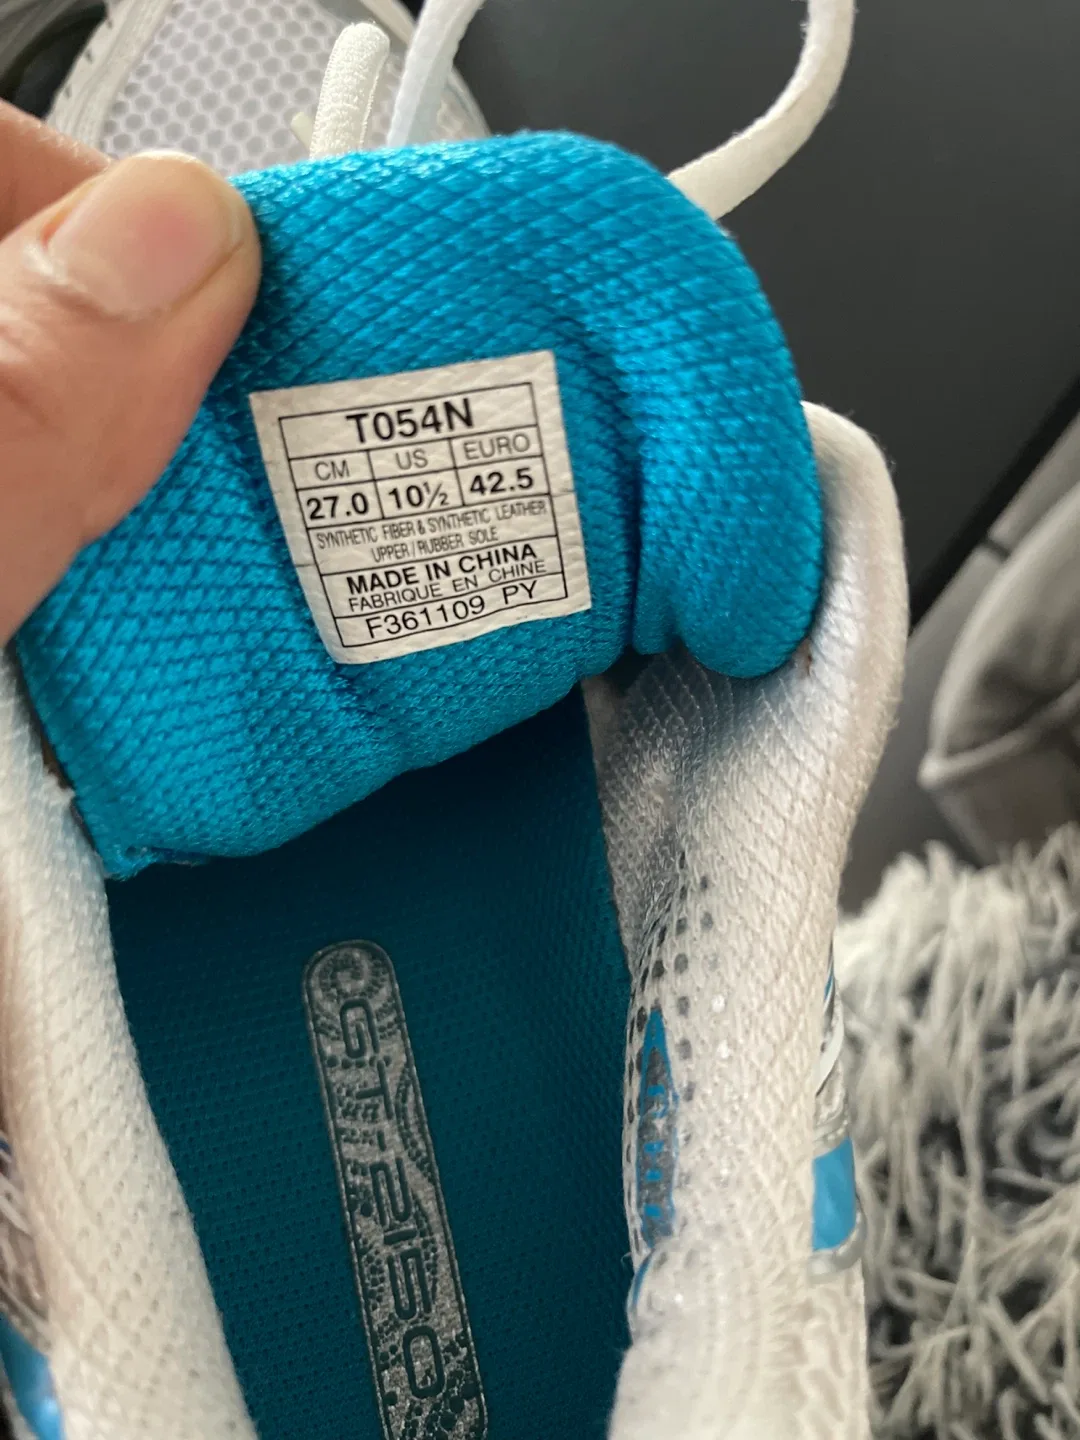 T054N
CM US EURO
27.0 10½ 42.5
SYNTHETIC FIBER & SYNTHETIC LEATHER
UPPER / RUBBER SOLE
MADE IN CHINA
FABRIQUE EN CHINE
F361109 PY
GT-2150